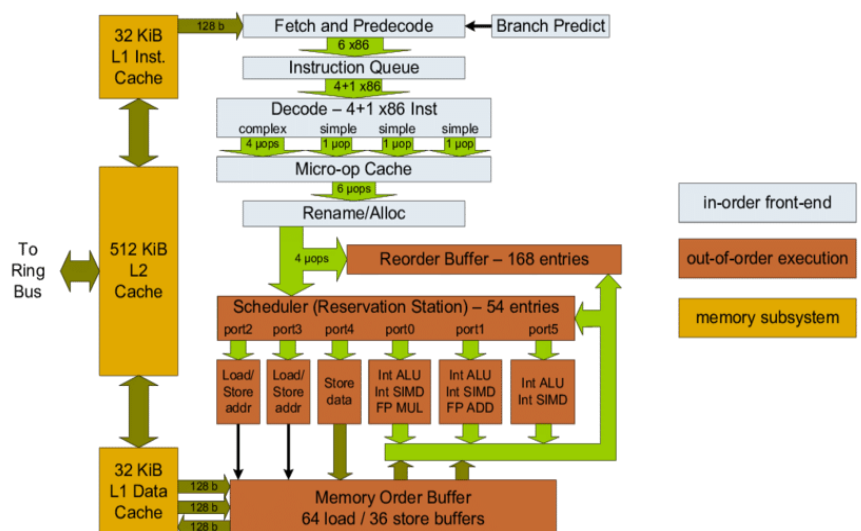 32 KiB
L1 Inst.
Cache
128 b
Fetch and Predecode
Branch Predict
6 x86
Instruction Queue
4+1 x86
Decode – 4+1 x86 Inst
complex simple simple simple
4 µops 1 µop 1 µop 1 µop
Micro-op Cache
6 µops
Rename/Alloc
4 µops
Reorder Buffer – 168 entries
To
Ring
Bus
512 KiB
L2
Cache
Scheduler (Reservation Station) – 54 entries
port2 port3 port4 port0 port1 port5
Load/
Store
addr
Load/
Store
addr
Store
data
Int ALU
Int SIMD
FP MUL
Int ALU
Int SIMD
FP ADD
Int ALU
Int SIMD
32 KiB
L1 Data
Cache
128 b
128 b
128 b
Memory Order Buffer
64 load / 36 store buffers
in-order front-end
out-of-order execution
memory subsystem